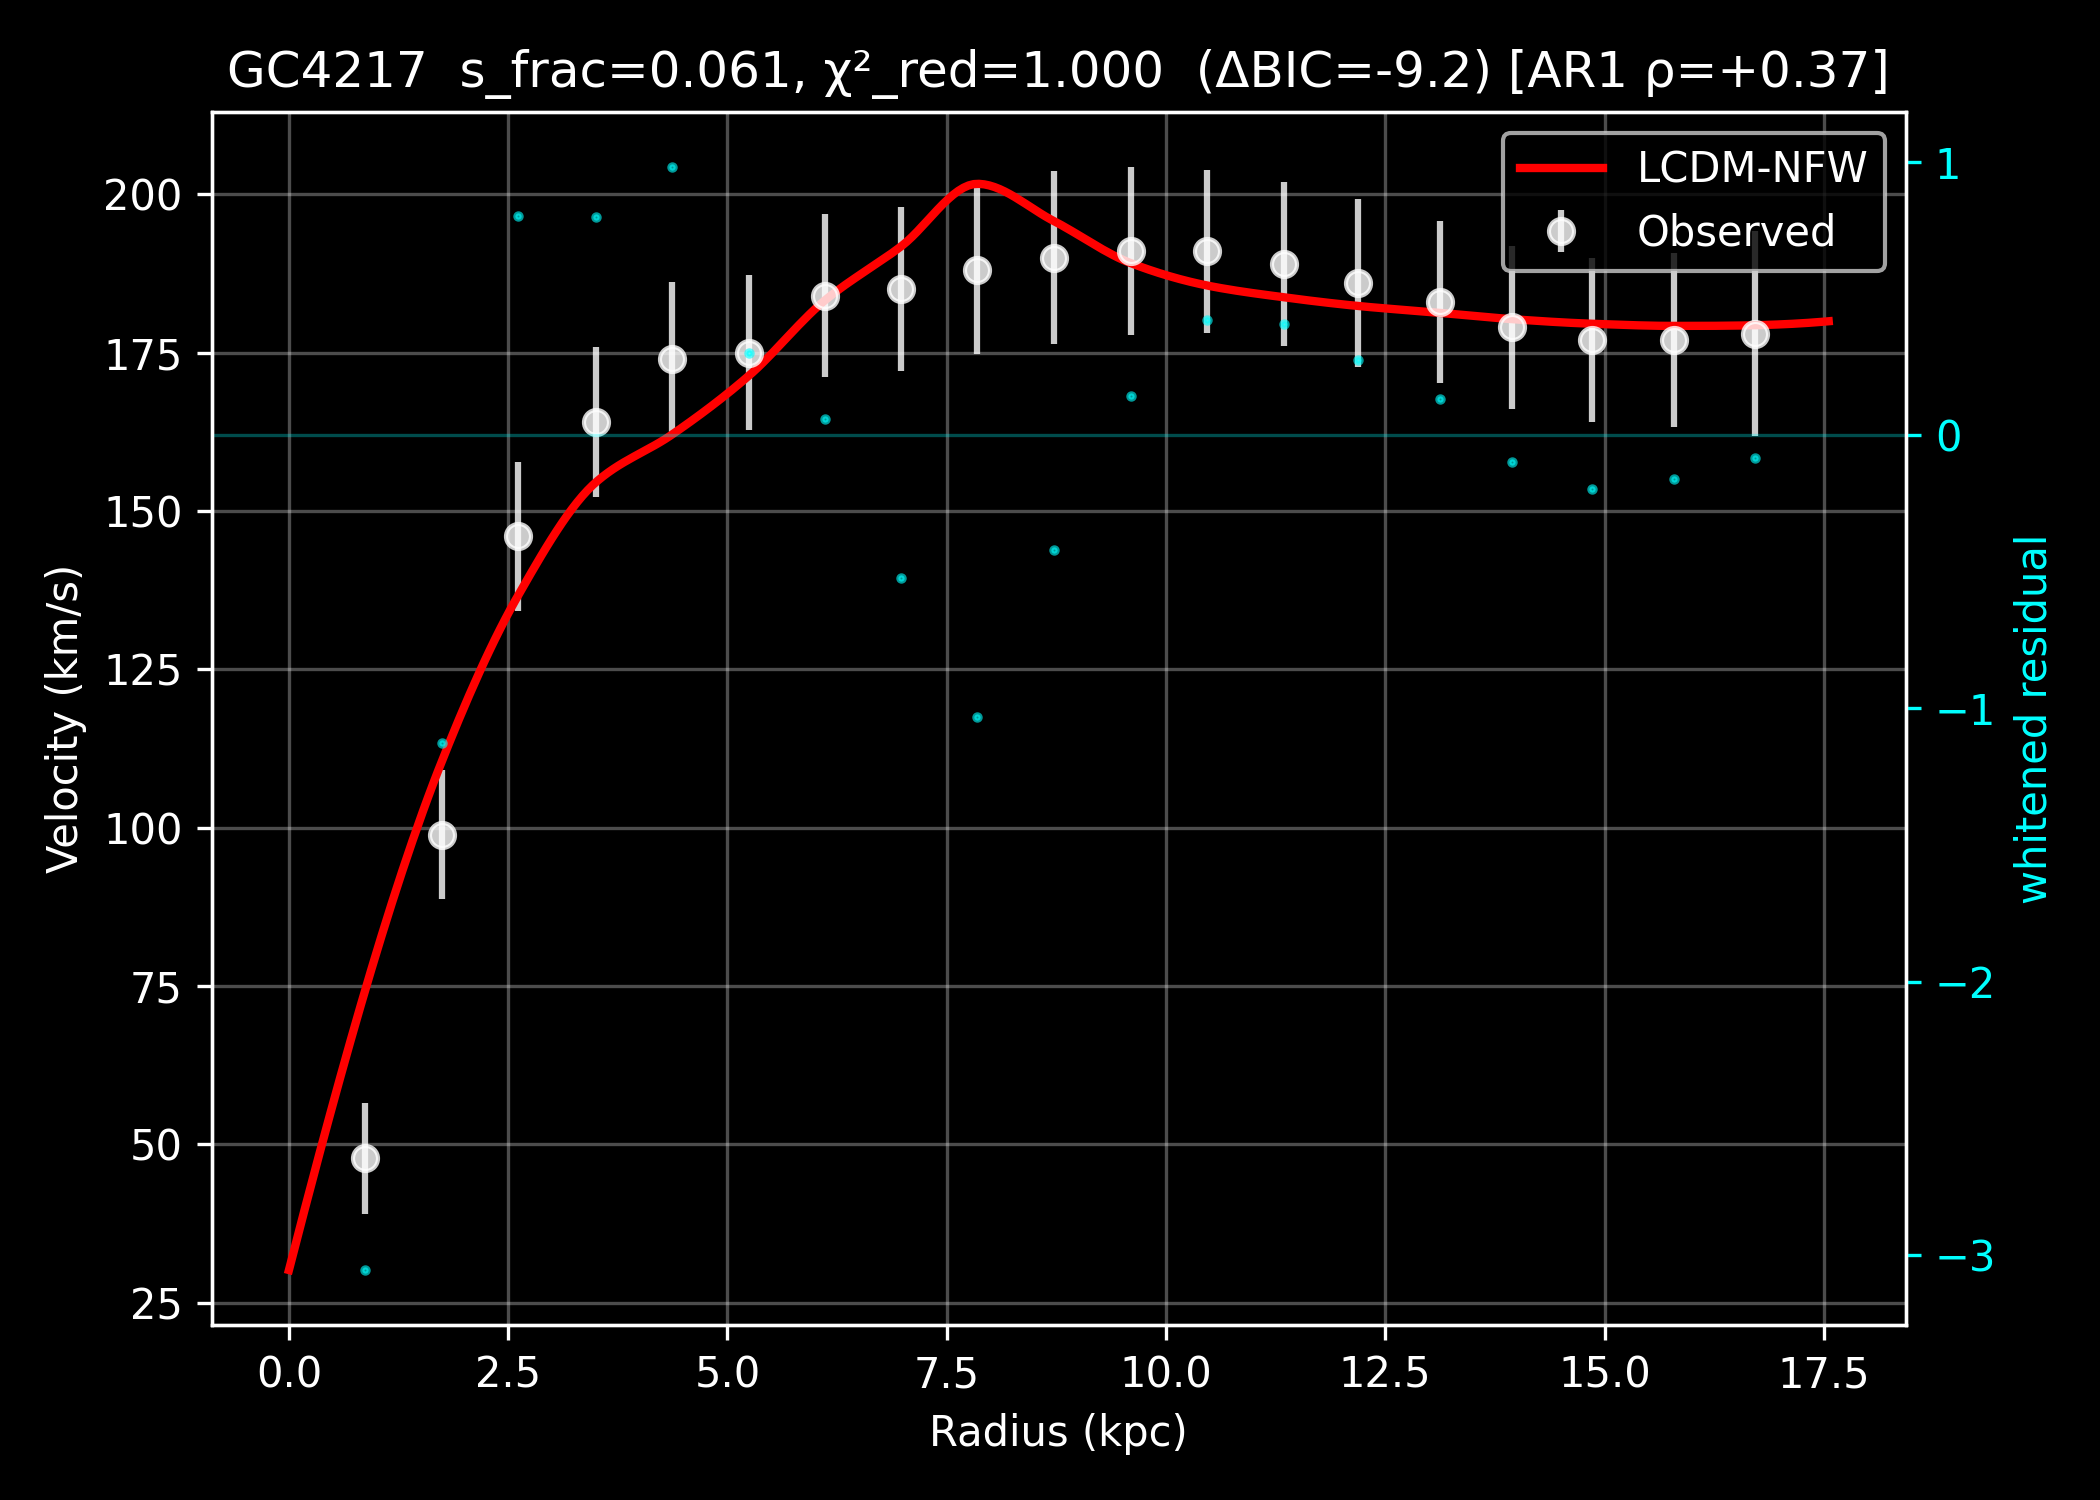 GC4217 s_frac=0.061, χ²_red=1.000 (ΔBIC=-9.2) [AR1 ρ=+0.37]
LCDM-NFW
Observed
200
175
150
125
100
75
50
25
Velocity (km/s)
1
0
−1
−2
−3
whitened residual
0.0 2.5 5.0 7.5 10.0 12.5 15.0 17.5
Radius (kpc)